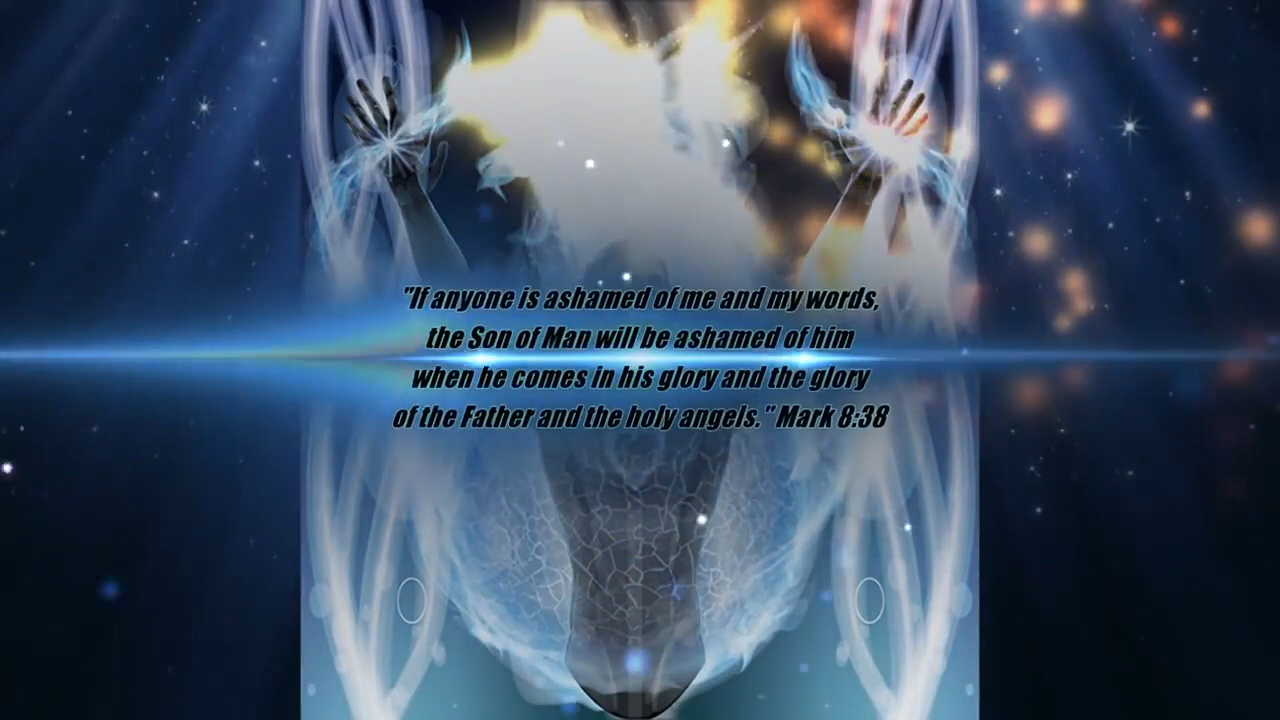 "If anyone is ashamed of me and my words,
the Son of Man will be ashamed of him
when he comes in his glory and the glory
of the Father and the holy angels." Mark 8:38